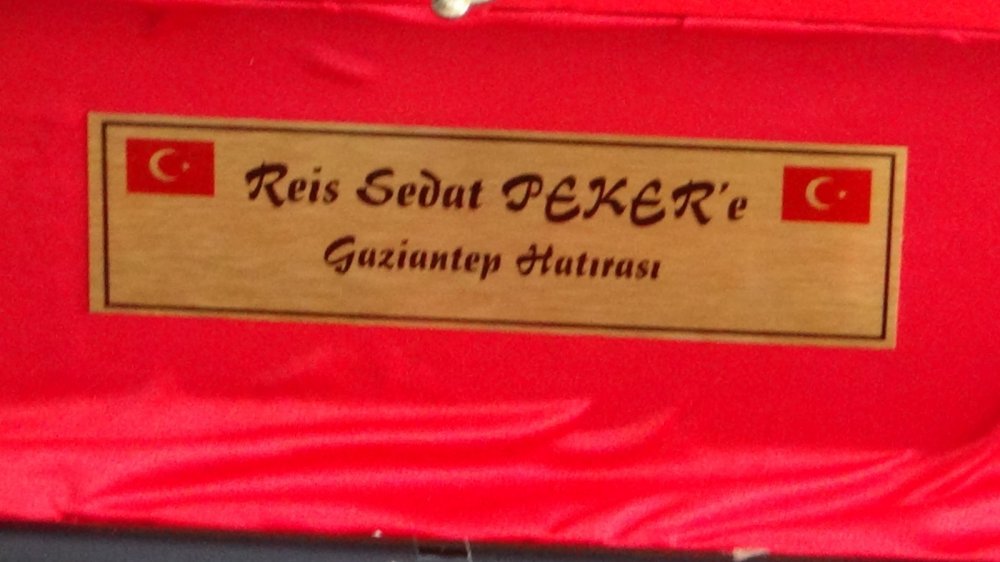 Reis Sedat PEKER'e
Gaziantep Hatırası